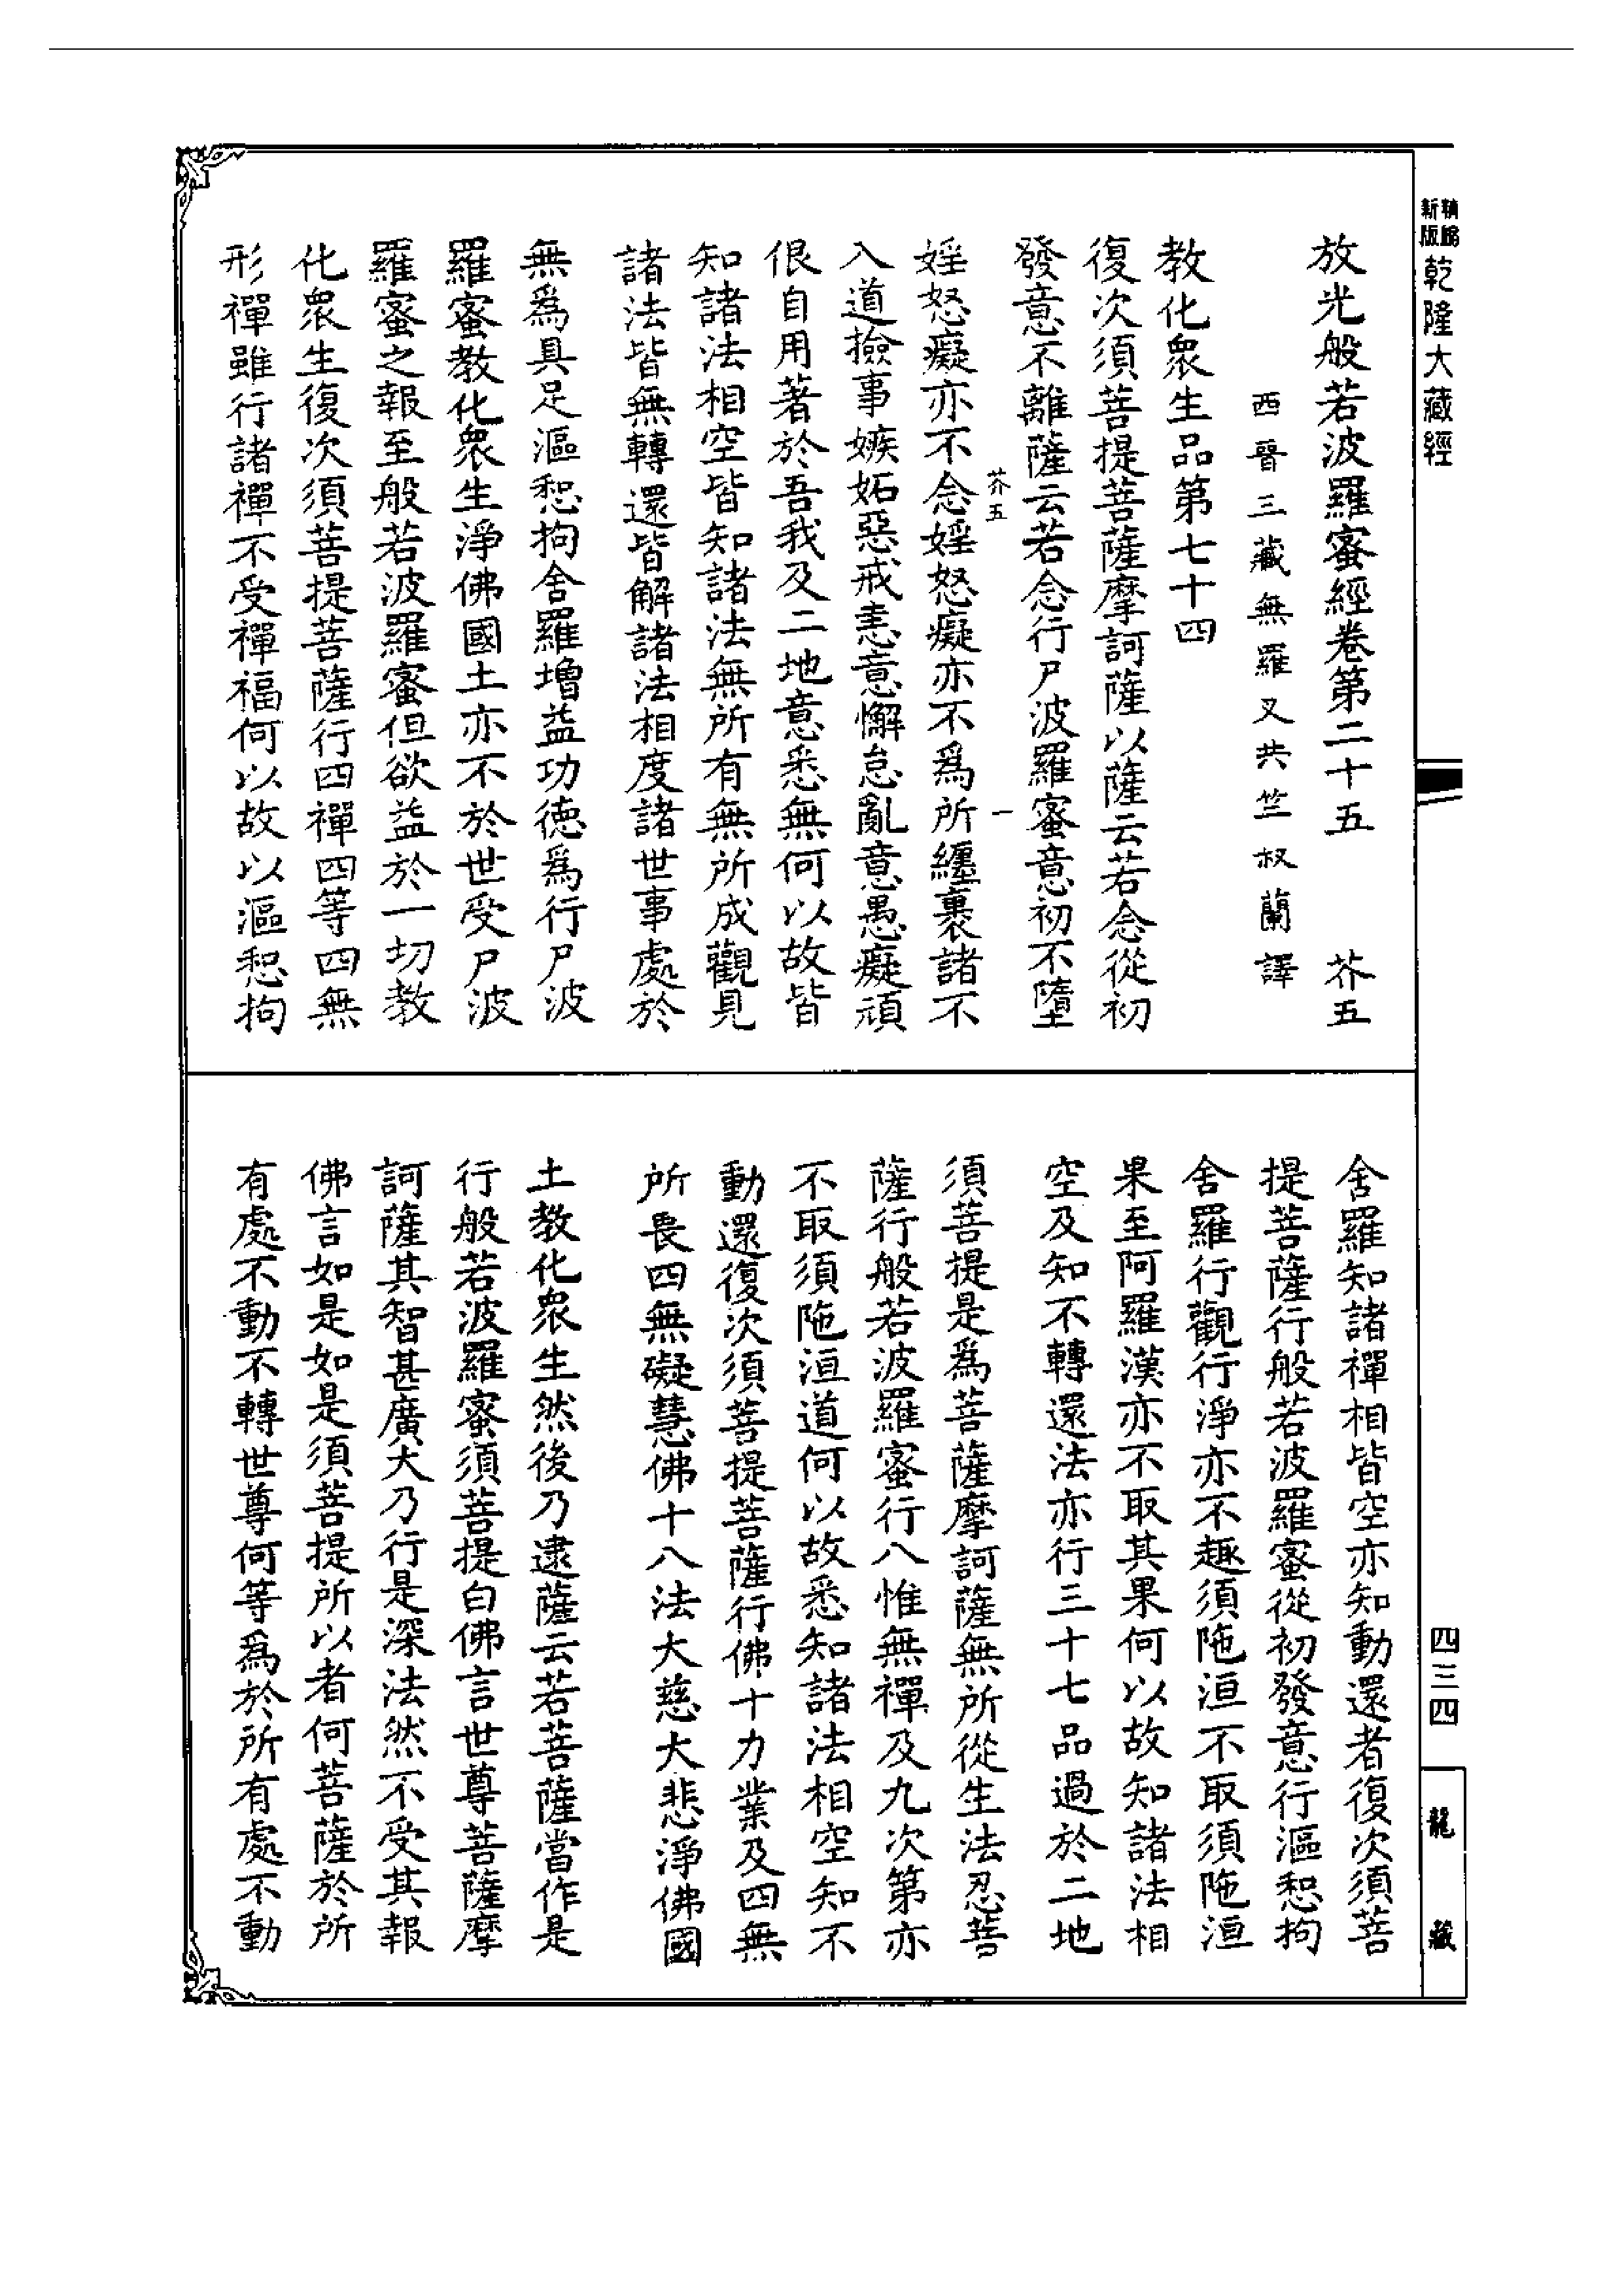 新版
精縮
乾隆大藏經
放光般若波羅蜜經卷第二十五 芥五
西晉三藏無羅叉共竺叔蘭譯
教化衆生品第七十四
復次須菩提菩薩摩訶薩以薩云若念從初
發意不離薩云若念行尸波羅蜜意初不墮
芥五 一
婬怒癡亦不念婬怒癡亦不爲所纒裹諸不
入道撿事嫉妬惡戒恚意懈怠亂意愚癡頑
佷自用著於吾我及二地意悉無何以故皆
知諸法相空皆知諸法無所有無所成觀見
諸法皆無轉還皆解諸法相度諸世事處於
無爲具足漚惒拘舍羅增益功德爲行尸波
羅蜜教化衆生淨佛國土亦不於世受尸波
羅蜜之報至般若波羅蜜但欲益於一切教
化衆生復次須菩提菩薩行四禪四等四無
形禪雖行諸禪不受禪福何以故以漚惒拘
舍羅知諸禪相皆空亦知動還者復次須菩
提菩薩行般若波羅蜜從初發意行漚惒拘
舍羅行觀行淨亦不趣須陁洹不取須陁洹
果至阿羅漢亦不取其果何以故知諸法相
空及知不轉還法亦行三十七品過於二地
須菩提是爲菩薩摩訶薩無所從生法忍菩
薩行般若波羅蜜行八惟無禪及九次第亦
不取須陁洹道何以故悉知諸法相空知不
動還復次須菩提菩薩行佛十力業及四無
所畏四無礙慧佛十八法大慈大悲淨佛國
土教化衆生然後乃逮薩云若菩薩當作是
行般若波羅蜜須菩提白佛言世尊菩薩摩
訶薩其智甚廣大乃行是深法然不受其報
佛言如是如是須菩提所以者何菩薩於所
有處不動不轉世尊何等爲於所有處不動
四三四
龍藏